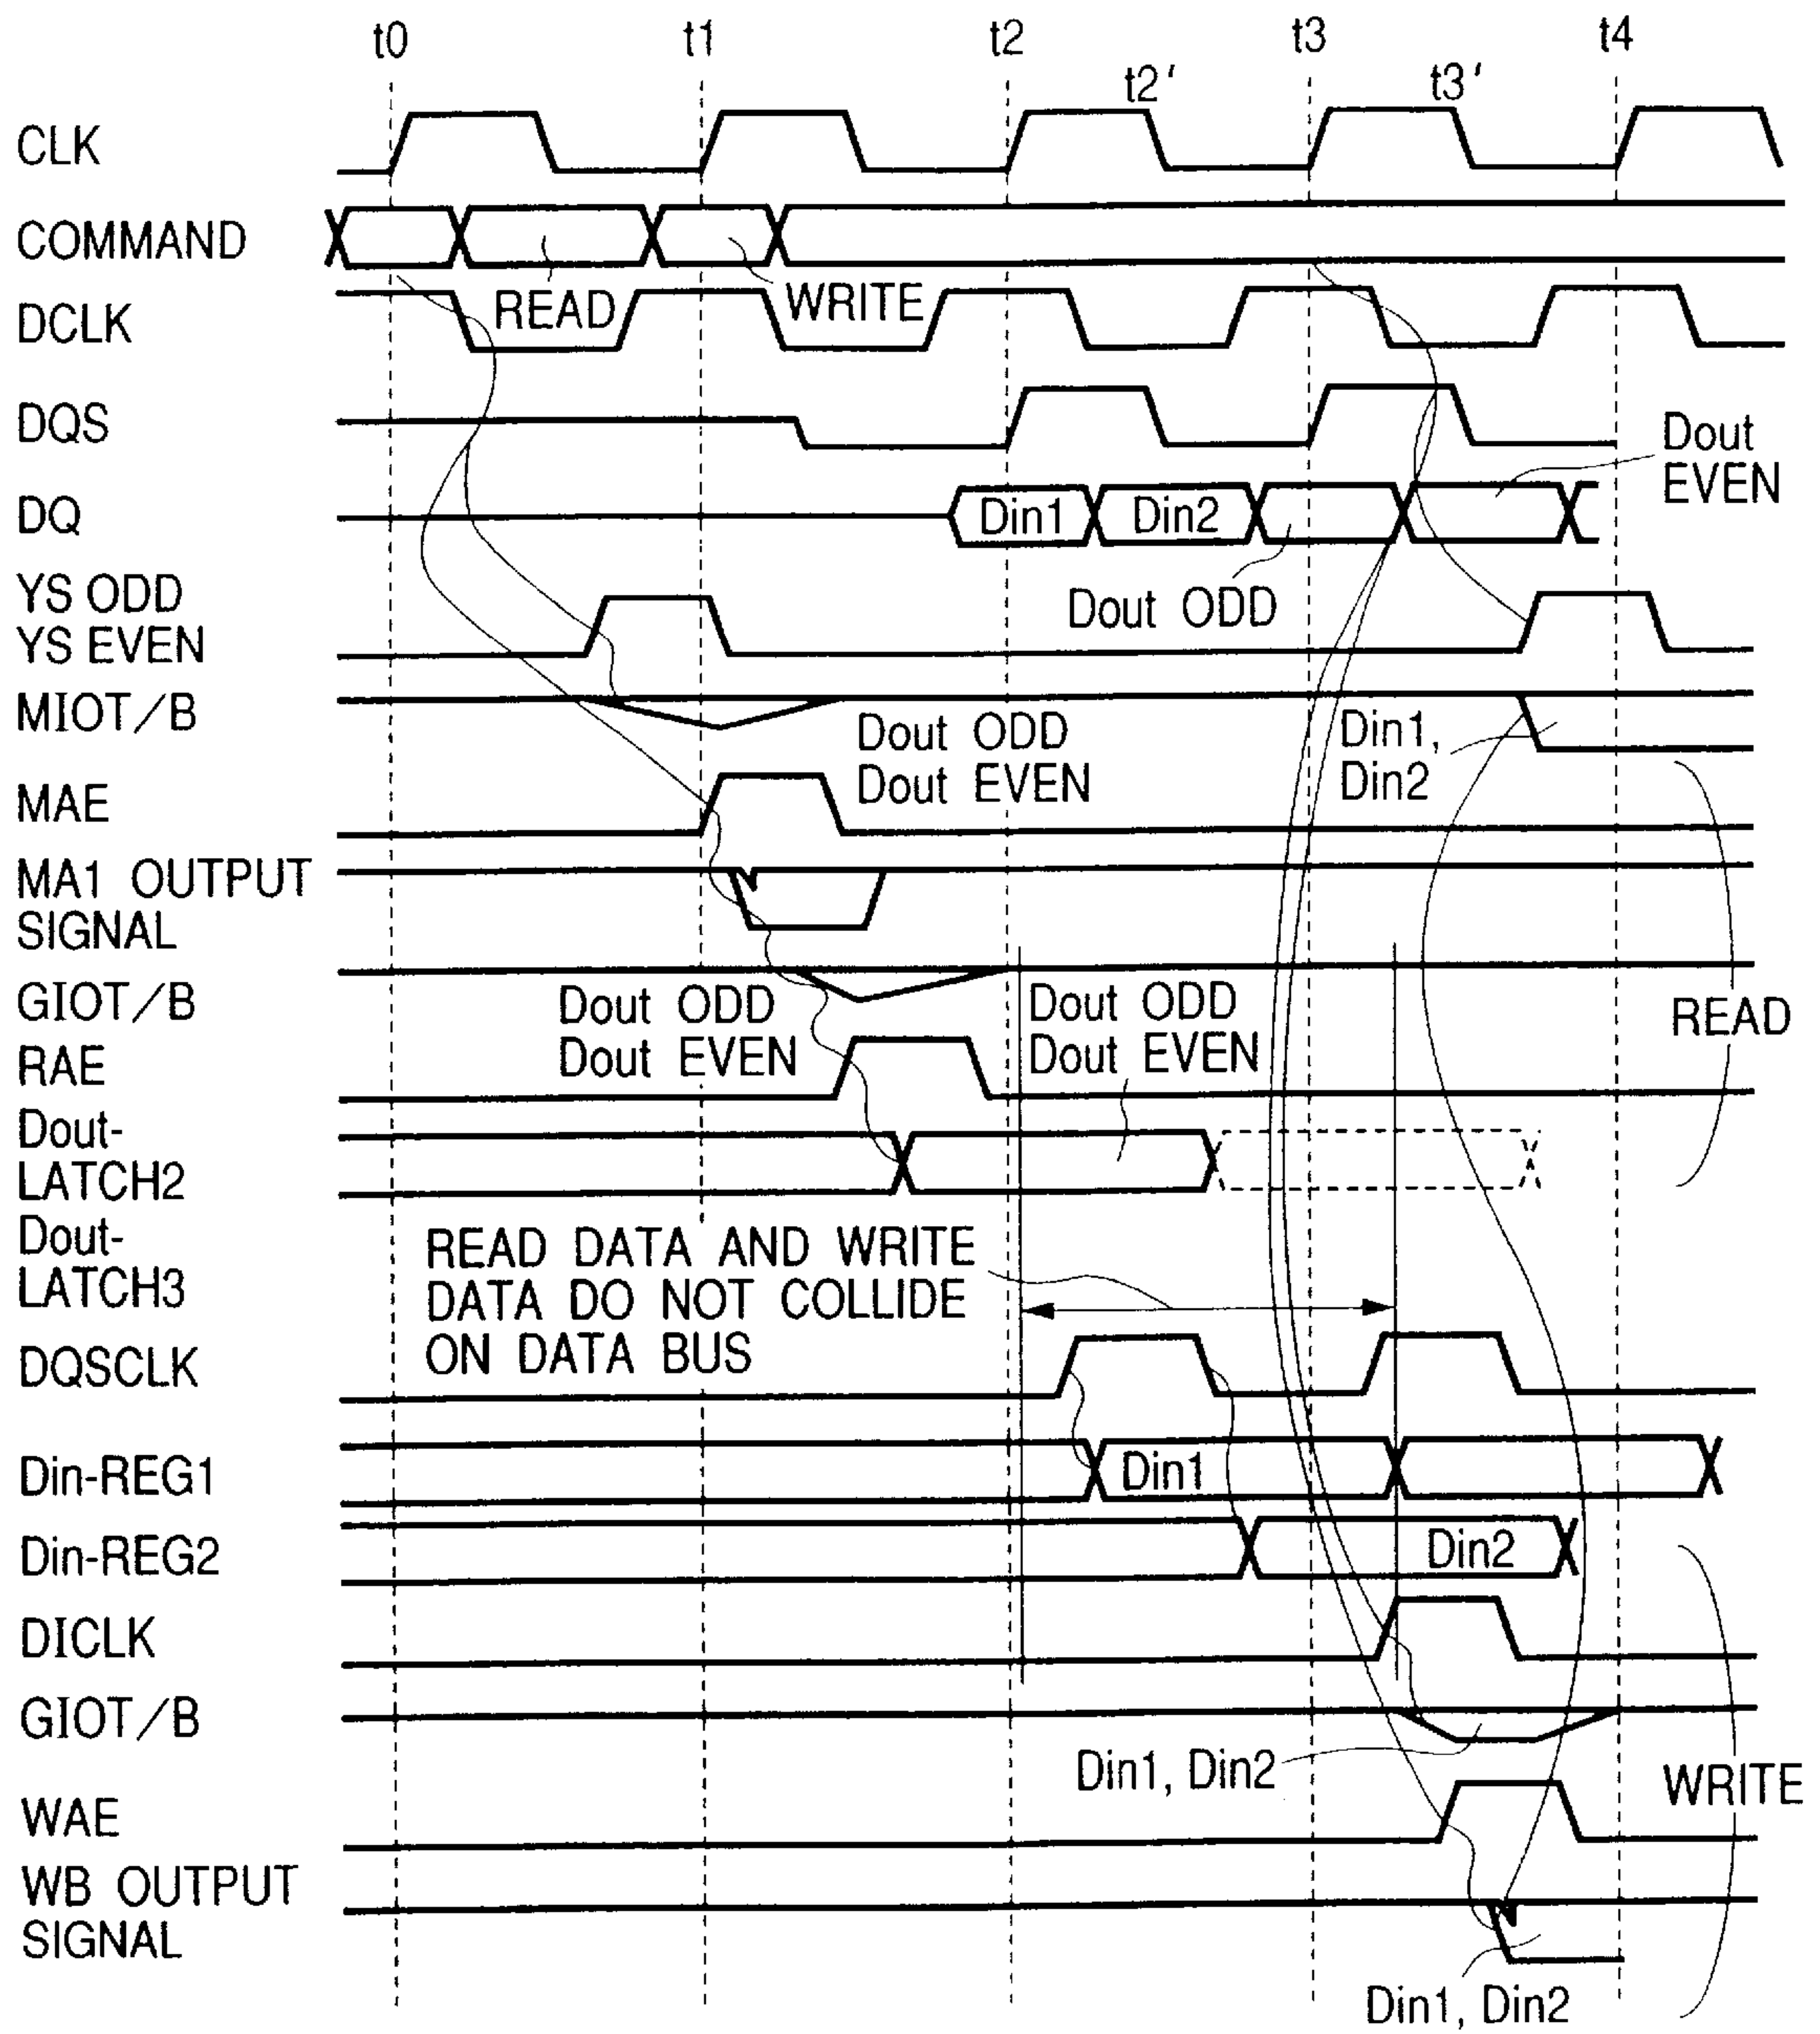 t0 t1 t2 t3 t4
t2' t3'
CLK
COMMAND
READ WRITE
DCLK
DQS
Dout
EVEN
DQ Din1 Din2
Dout ODD
YS ODD
YS EVEN
MIOT/B
Dout ODD
Dout EVEN
Din1,
Din2
MAE
MA1 OUTPUT
SIGNAL
GIOT/B
Dout ODD
Dout EVEN
Dout ODD
Dout EVEN
READ
RAE
Dout-
LATCH2
Dout-
LATCH3
READ DATA AND WRITE
DATA DO NOT COLLIDE
ON DATA BUS
DQSCLK
Din-REG1 Din1
Din-REG2 Din2
DICLK
GIOT/B
Din1, Din2
WRITE
WAE
WB OUTPUT
SIGNAL
Din1, Din2